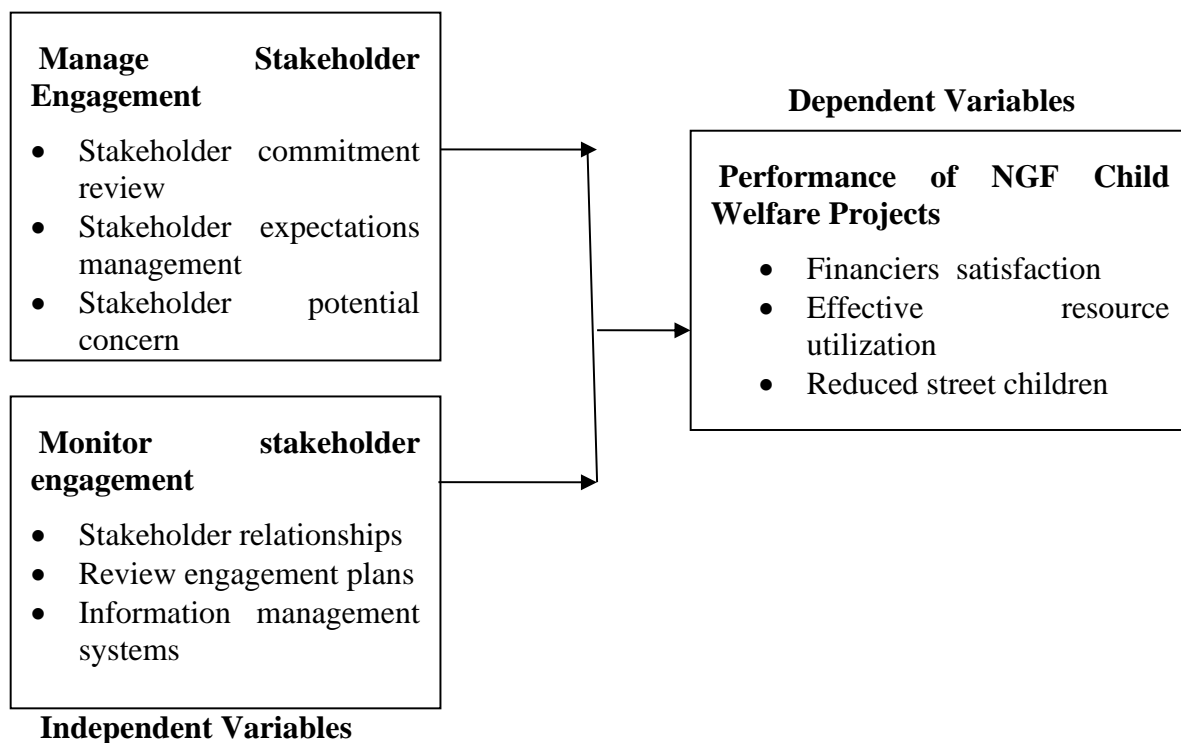 Manage Stakeholder
Engagement
• Stakeholder commitment
review
• Stakeholder expectations
management
• Stakeholder potential
concern
Monitor stakeholder
engagement
• Stakeholder relationships
• Review engagement plans
• Information management
systems
Independent Variables
Dependent Variables
Performance of NGF Child
Welfare Projects
• Financiers satisfaction
• Effective resource
utilization
• Reduced street children